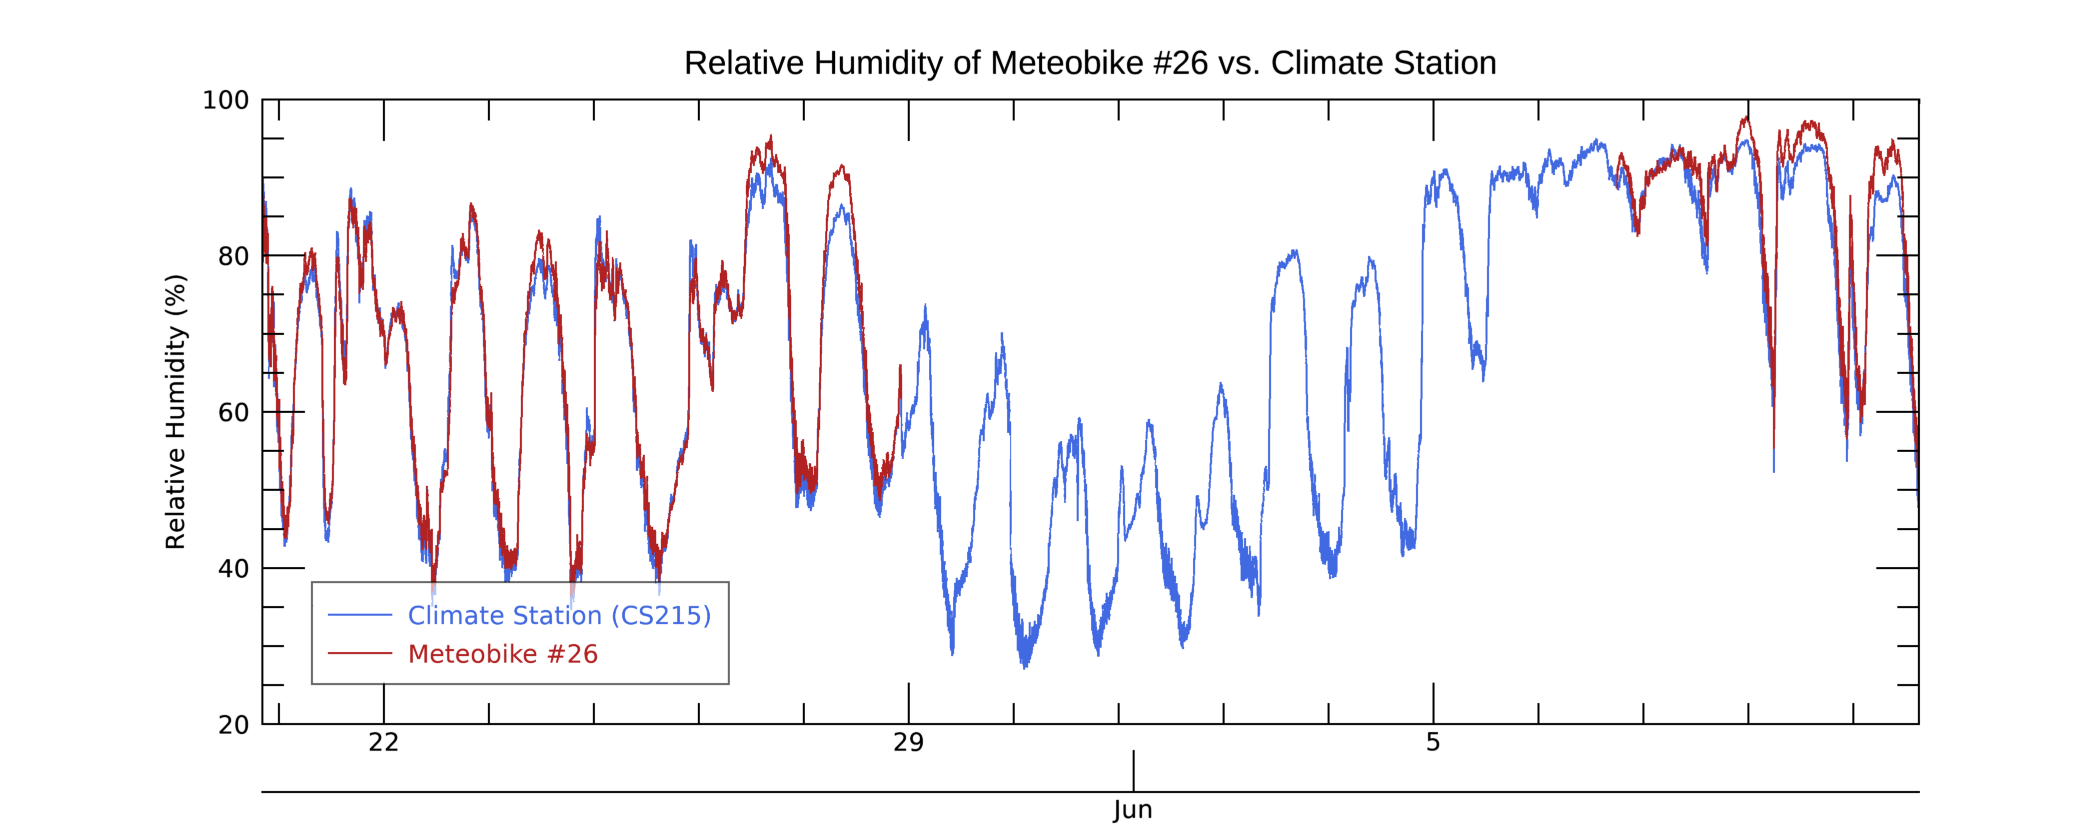 Relative Humidity of Meteobike #26 vs. Climate Station
Relative Humidity (%)
100
80
60
40
20
Climate Station (CS215)
Meteobike #26
22 29 5
Jun